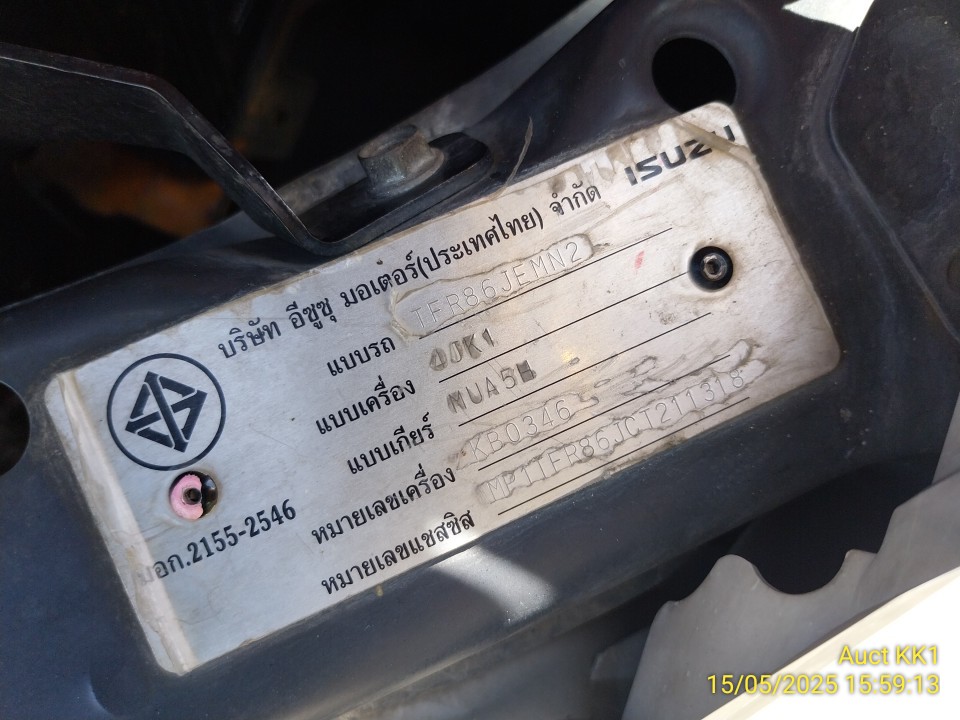 ISUZU
บริษัท อีซูซุ มอเตอร์(ประเทศไทย) จำกัด
แบบรถ TFR86JEMN2
แบบเครื่อง 4JK1
แบบเกียร์ MUA5H
หมายเลขเครื่อง KB0346
หมายเลขแชสซิส MP1TFR86JCT211318
มอก.2155-2546
Auct KK1
15/05/2025 15:59:13